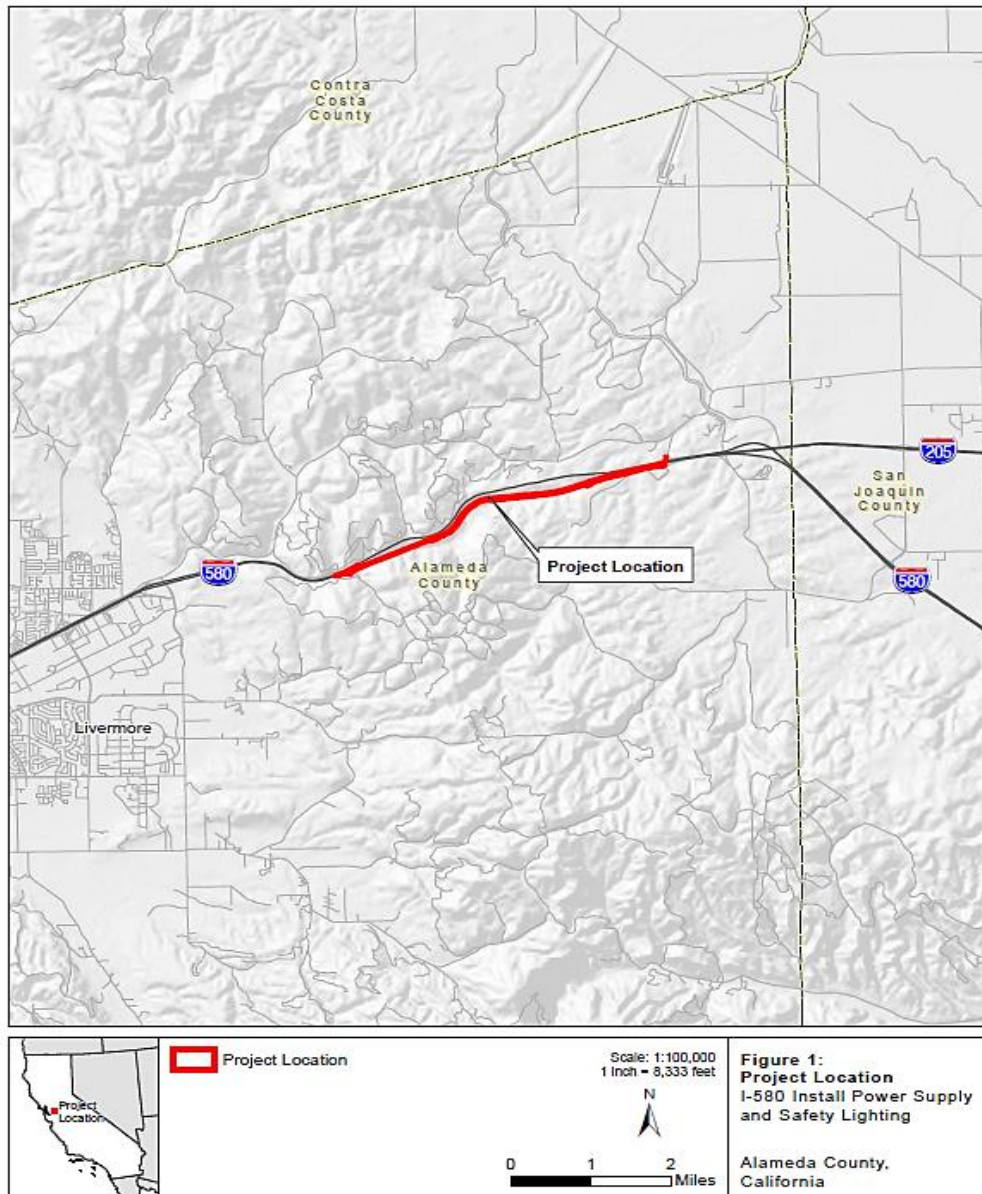 Contra
Costa
County
205
San
Joaquin
County
580
Alameda
County
Project Location
580
Livermore
Project
Location
Project Location
Scale: 1:100,000
1 inch = 8,333 feet
N
0 1 2
Miles
Figure 1:
Project Location
I-580 Install Power Supply
and Safety Lighting
Alameda County,
California